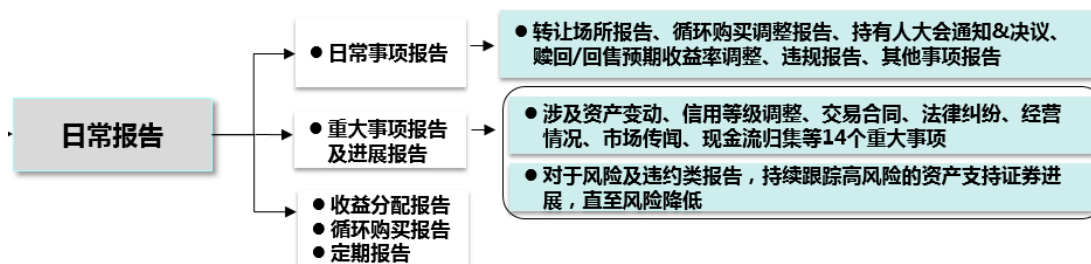 日常报告
● 日常事项报告
● 重大事项报告
及进展报告
● 收益分配报告
● 循环购买报告
● 定期报告
● 转让场所报告、循环购买调整报告、持有人大会通知&决议、
赎回/回售预期收益率调整、违规报告、其他事项报告
● 涉及资产变动、信用等级调整、交易合同、法律纠纷、经营
情况、市场传闻、现金流归集等14个重大事项
● 对于风险及违约类报告，持续跟踪高风险的资产支持证券进
展，直至风险降低